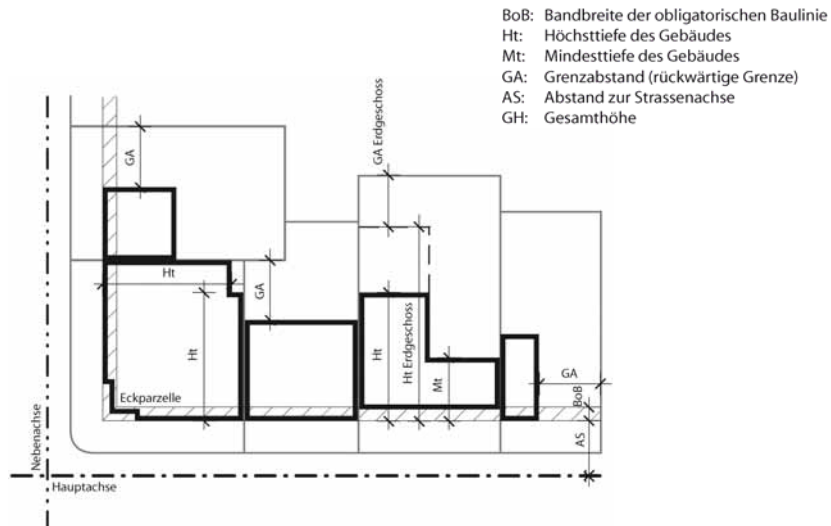 BoB: Bandbreite der obligatorischen Baulinie
Ht: Höchsttiefe des Gebäudes
Mt: Mindesttiefe des Gebäudes
GA: Grenzabstand (rückwärtige Grenze)
AS: Abstand zur Strassenachse
GH: Gesamthöhe
GA Erdgeschoss
GA
Ht
GA
Ht
Ht
Ht Erdgeschoss
Mt
GA
BoB
Eckparzelle
AS
Nebenachse
Hauptachse